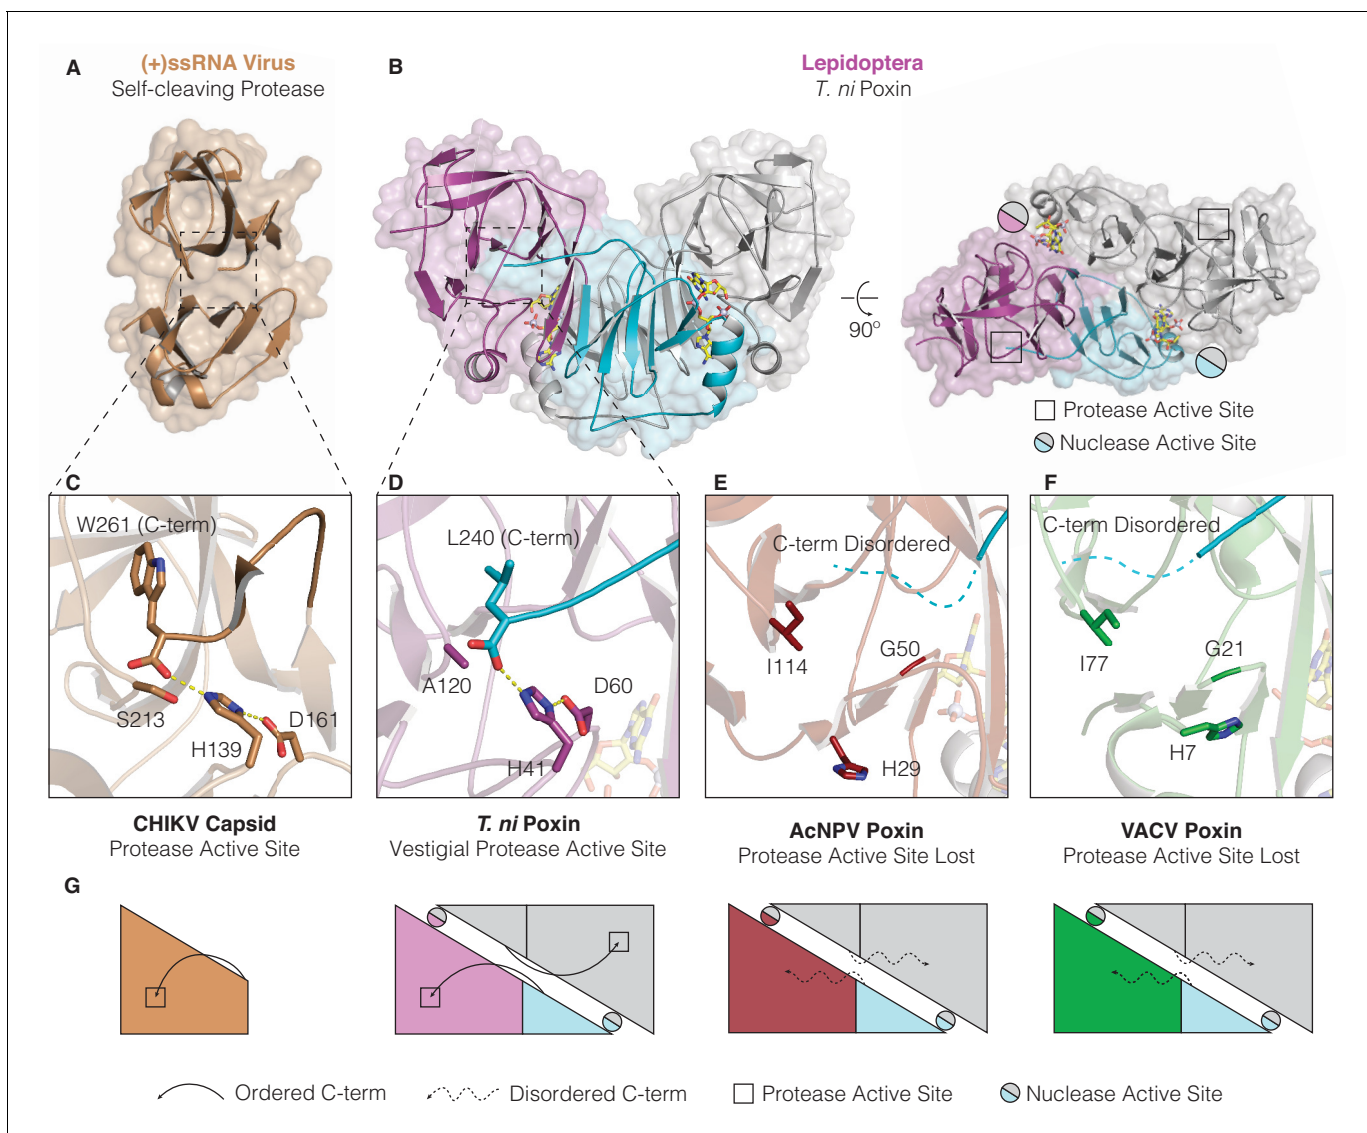 A
(+)ssRNA Virus
Self-cleaving Protease
B
Lepidoptera
T. ni Poxin
90°
Protease Active Site
Nuclease Active Site
C
W261 (C-term)
S213
H139
D161
D
L240 (C-term)
A120
D60
H41
E
C-term Disordered
I114
G50
H29
F
C-term Disordered
I77
G21
H7
CHIKV Capsid
Protease Active Site
T. ni Poxin
Vestigial Protease Active Site
AcNPV Poxin
Protease Active Site Lost
VACV Poxin
Protease Active Site Lost
G
Ordered C-term
Disordered C-term
Protease Active Site
Nuclease Active Site